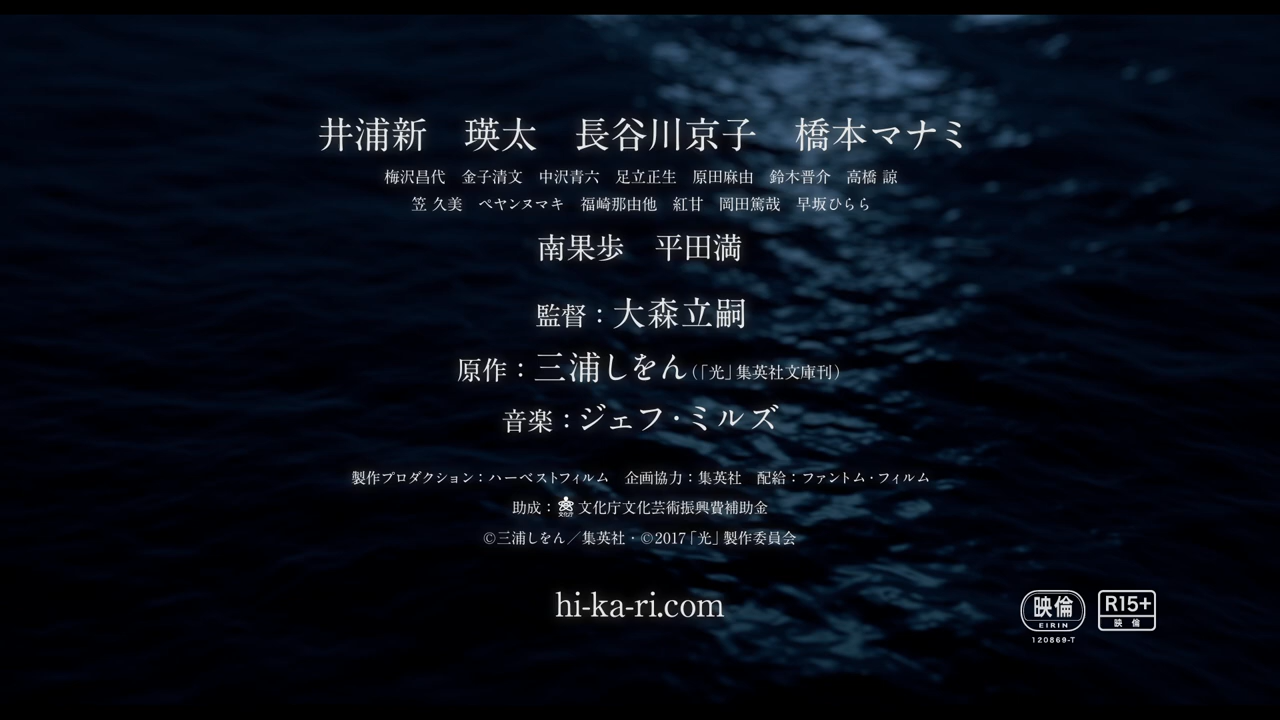 井浦新　瑛太　長谷川京子　橋本マナミ
梅沢昌代　金子清文　中沢青六　足立正生　原田麻由　鈴木晋介　高橋 諒
笠 久美　ペヤンヌマキ　福崎那由他　紅甘　岡田篤哉　早坂ひらら
南果歩　平田満
監督：大森立嗣
原作：三浦しをん（「光」集英社文庫刊）
音楽：ジェフ・ミルズ
製作プロダクション：ハーベストフィルム　企画協力：集英社　配給：ファントム・フィルム
助成：文化庁文化芸術振興費補助金
©三浦しをん／集英社・©2017「光」製作委員会
hi-ka-ri.com
映倫
EIRIN
120869-T
R15+
映倫